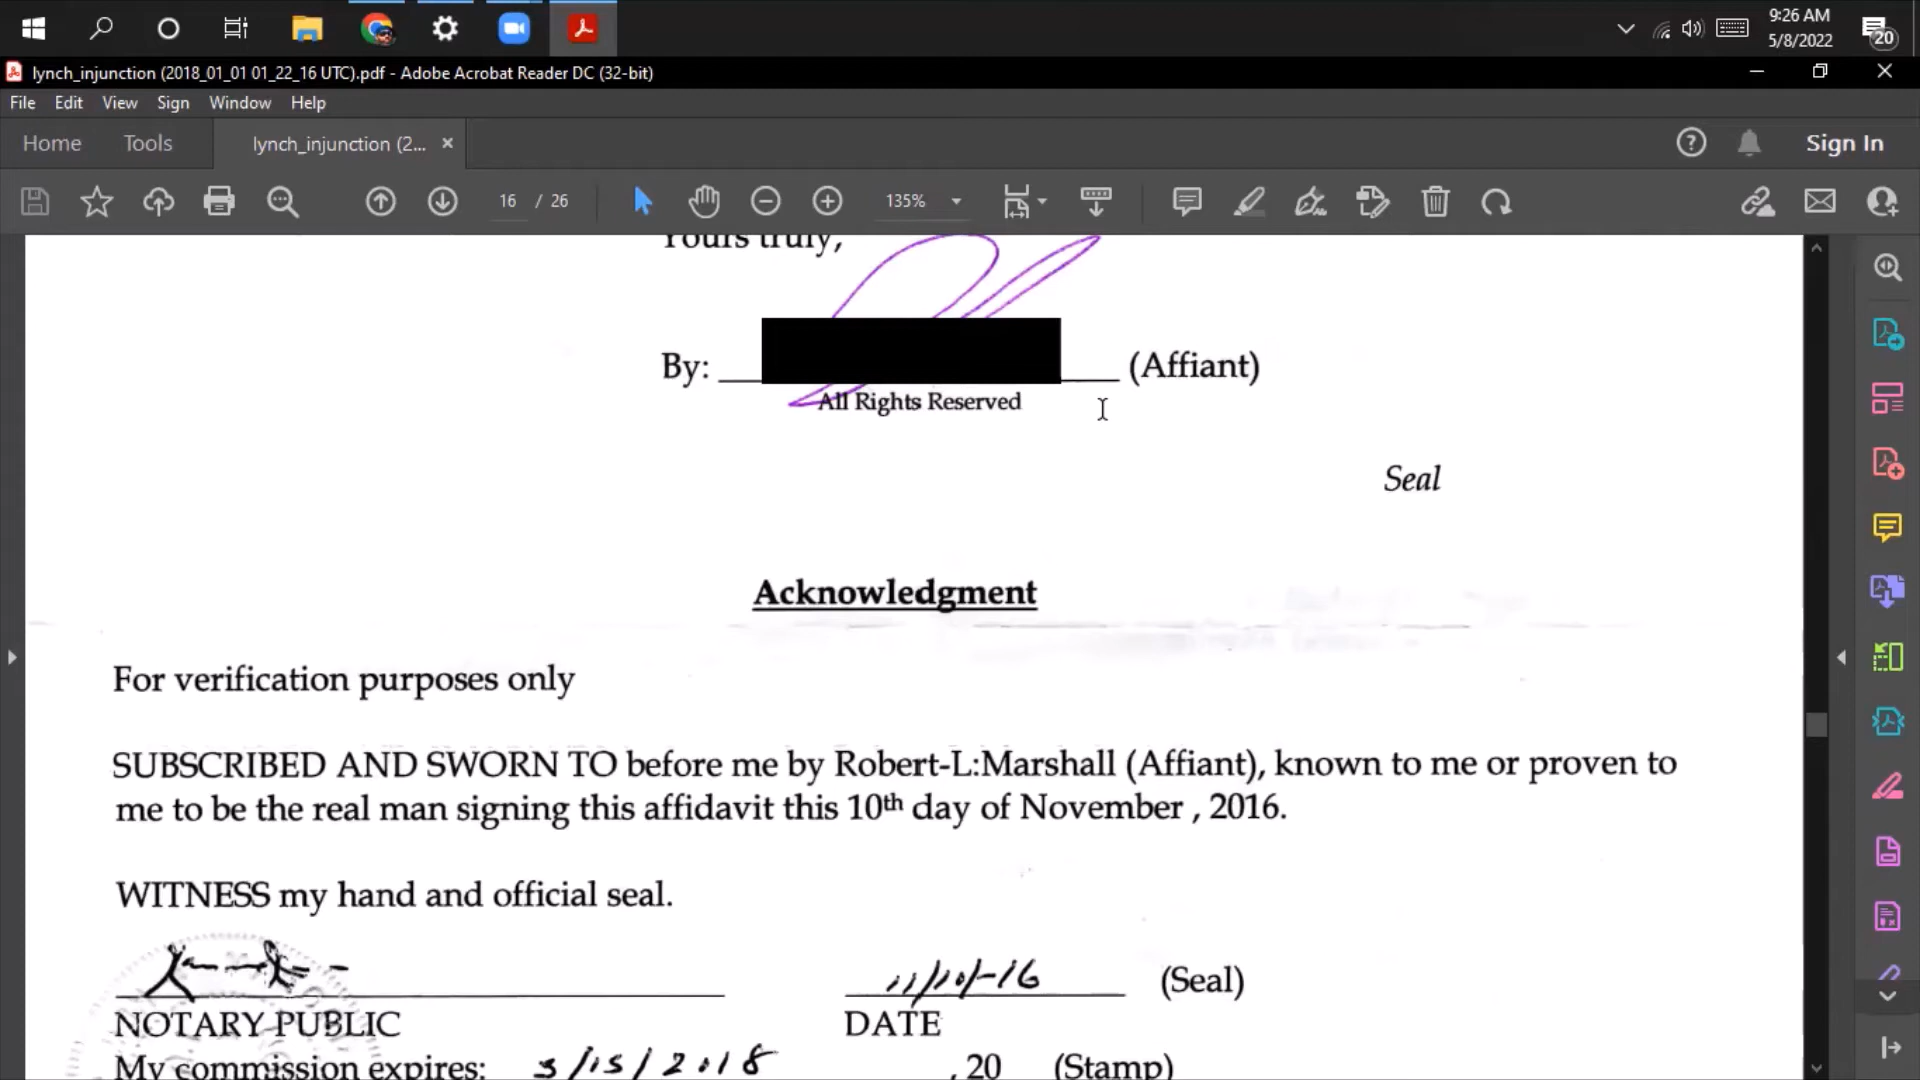 9:26 AM
5/8/2022
20
lynch_injunction (2018_01_01 01_22_16 UTC).pdf - Adobe Acrobat Reader DC (32-bit)
File Edit View Sign Window Help
Home Tools lynch_injunction (2... × Sign In
16 / 26 135%
Yours truly,
By: (Affiant)
All Rights Reserved
Seal
Acknowledgment
For verification purposes only
SUBSCRIBED AND SWORN TO before me by Robert-L:Marshall (Affiant), known to me or proven to
me to be the real man signing this affidavit this 10th day of November , 2016.
WITNESS my hand and official seal.
11/10/-16 (Seal)
NOTARY PUBLIC DATE
My commission expires: 3/15/2018 , 20 (Stamp)